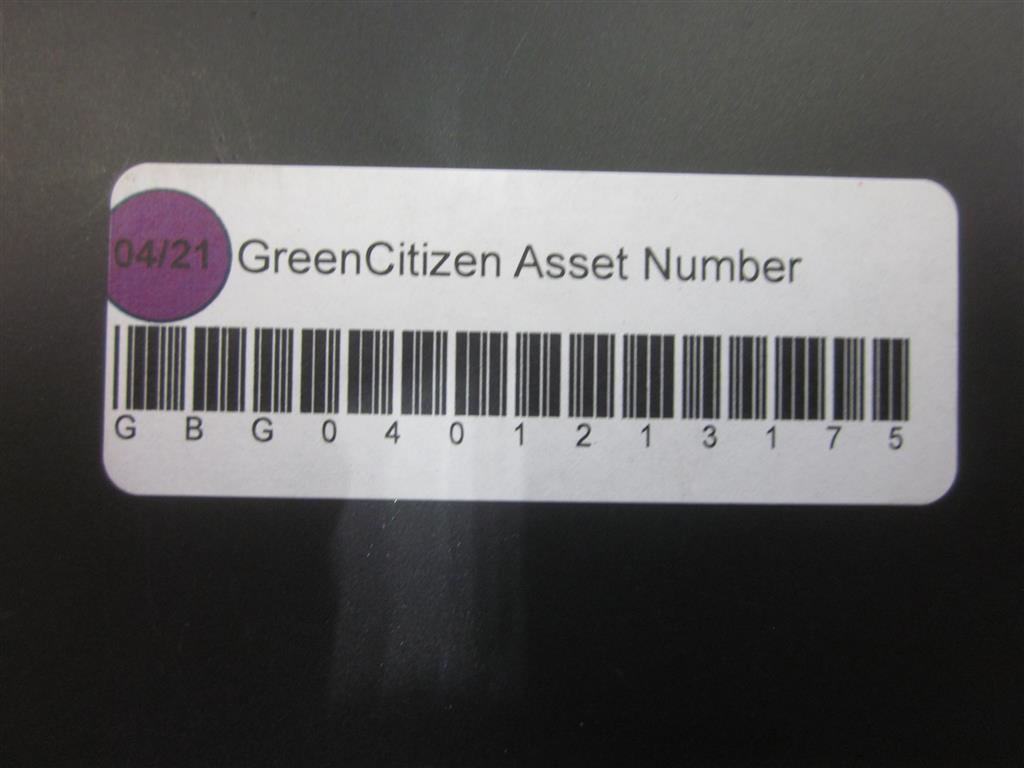 04/21 GreenCitizen Asset Number
G B G 0 4 0 1 2 1 3 1 7 5